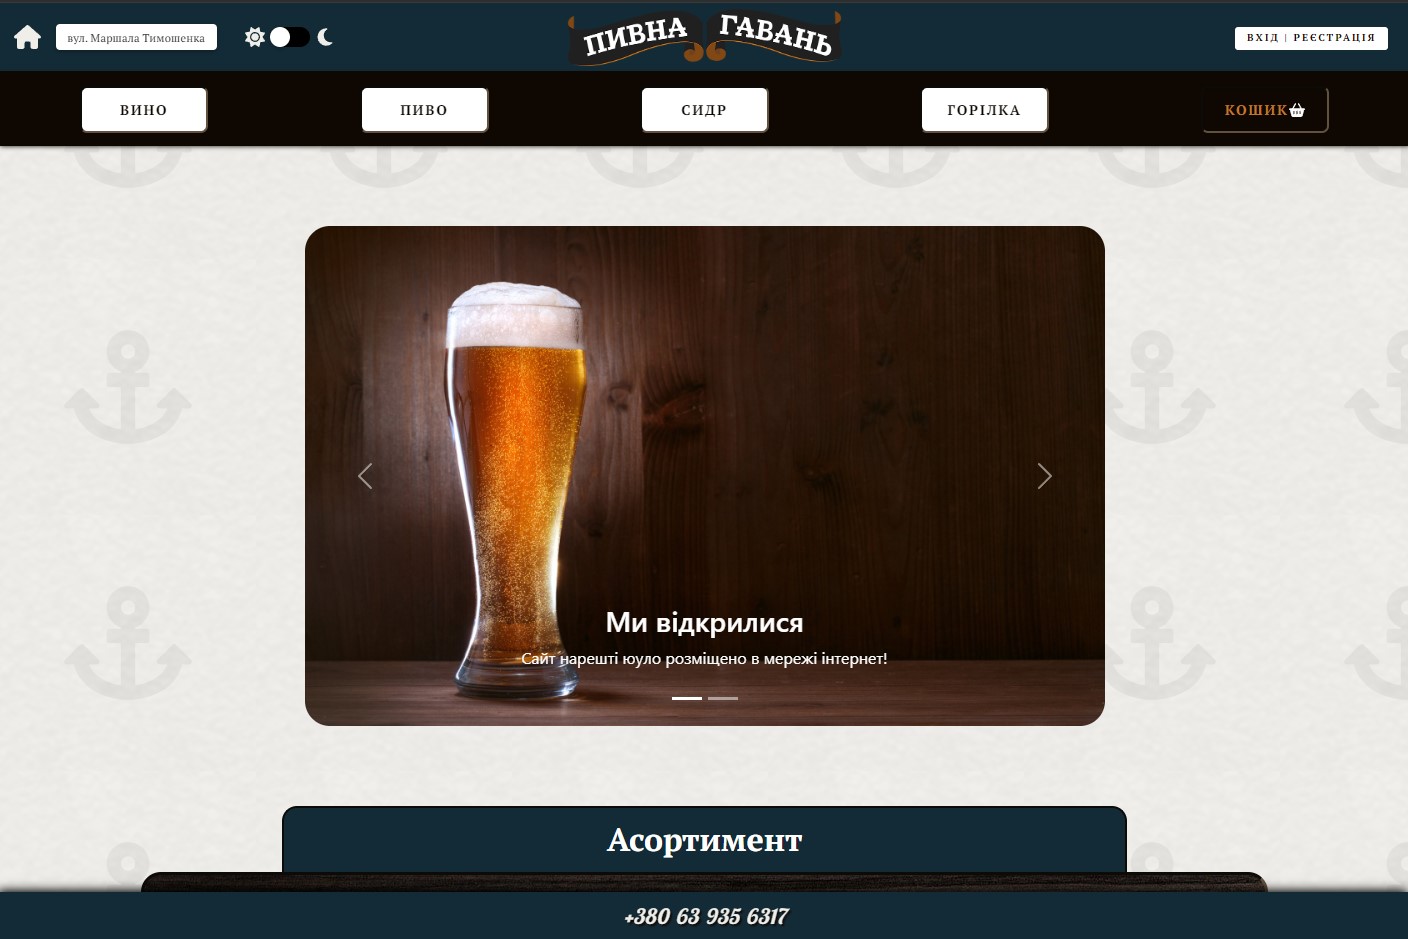 вул. Маршала Тимошенка
ПИВНА ГАВАНЬ
ВХІД | РЕЄСТРАЦІЯ
ВИНО
ПИВО
СИДР
ГОРІЛКА
КОШИК
Ми відкрилися
Сайт нарешті юуло розміщено в мережі інтернет!
Асортимент
+380 63 935 6317